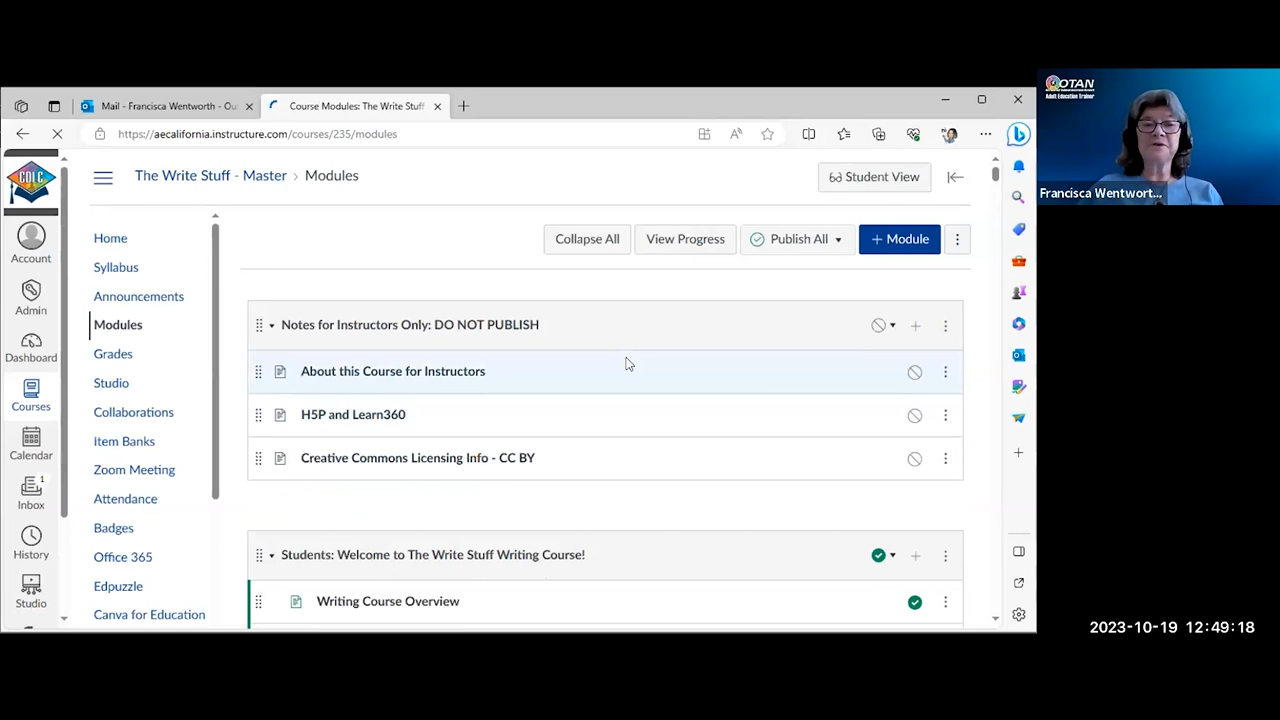 Mail - Francisca Wentworth - Ou
Course Modules: The Write Stuff
https://aecalifornia.instructure.com/courses/235/modules
OTAN
Adult Education Trainer
Francisca Wentwort...
CDLC
The Write Stuff - Master > Modules
Student View
Account
Admin
Dashboard
Courses
Calendar
1
Inbox
History
Studio
Home
Syllabus
Announcements
Modules
Grades
Studio
Collaborations
Item Banks
Zoom Meeting
Attendance
Badges
Office 365
Edpuzzle
Canva for Education
Collapse All
View Progress
Publish All
+ Module
Notes for Instructors Only: DO NOT PUBLISH
About this Course for Instructors
H5P and Learn360
Creative Commons Licensing Info - CC BY
Students: Welcome to The Write Stuff Writing Course!
Writing Course Overview
2023-10-19 12:49:18